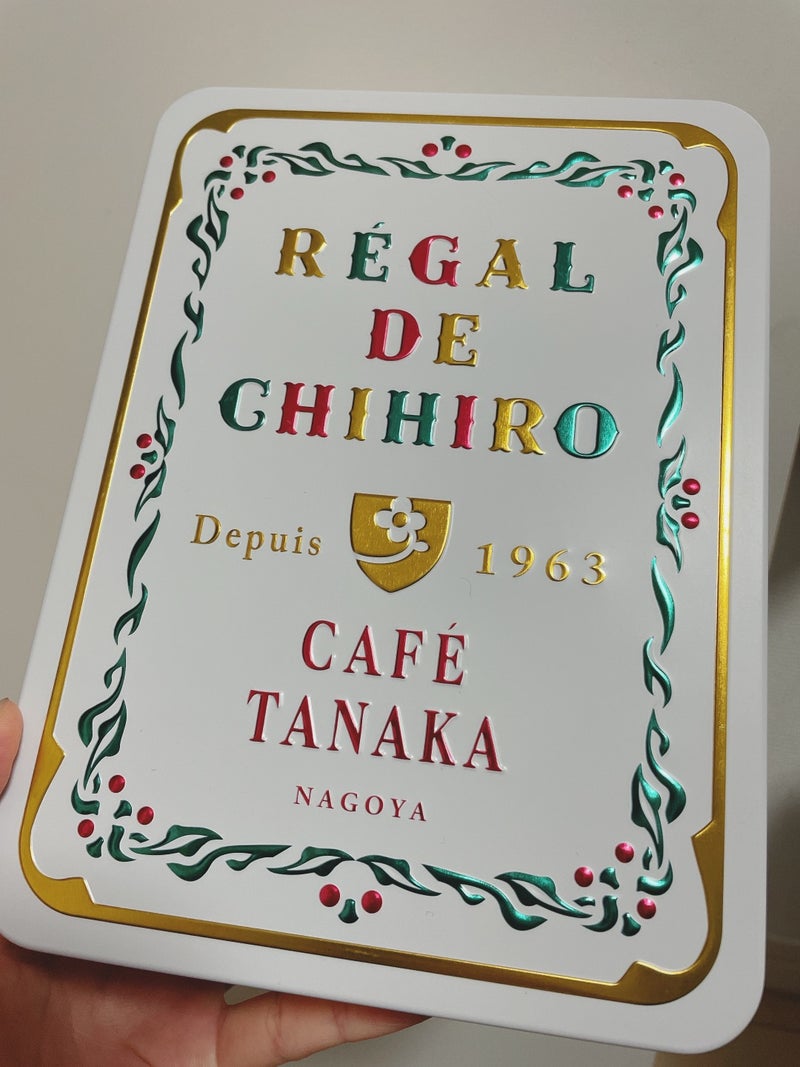 RÉGAL
DE
CHIHIRO
Depuis 1963
CAFÉ
TANAKA
NAGOYA